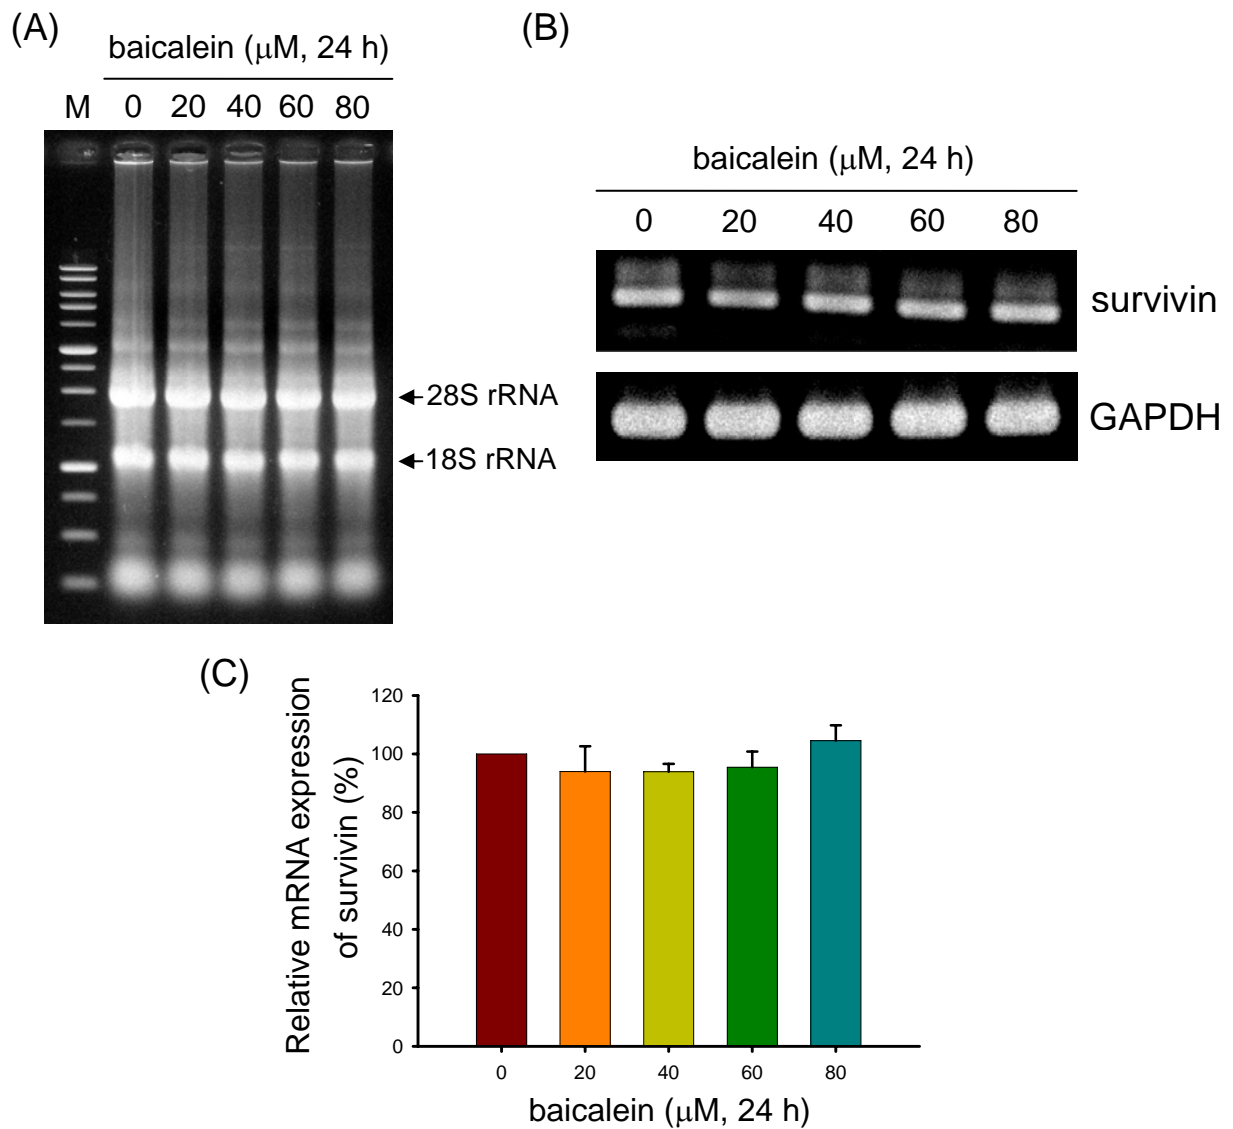 (A)
baicalein (μM, 24 h)
M 0 20 40 60 80
28S rRNA
18S rRNA
(B)
baicalein (μM, 24 h)
0 20 40 60 80
survivin
GAPDH
(C)
Relative mRNA expression
of survivin (%)
120
100
80
60
40
20
0
0 20 40 60 80
baicalein (μM, 24 h)